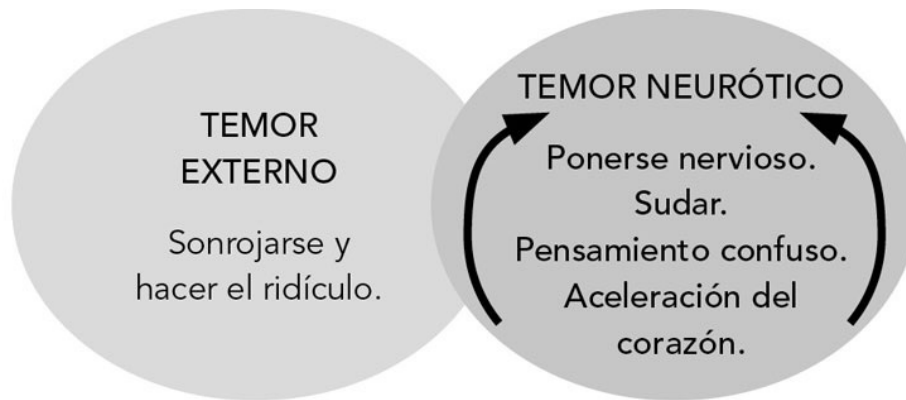 TEMOR
EXTERNO
Sonrojarse y
hacer el ridículo.
TEMOR NEURÓTICO
Ponerse nervioso.
Sudar.
Pensamiento confuso.
Aceleración del
corazón.